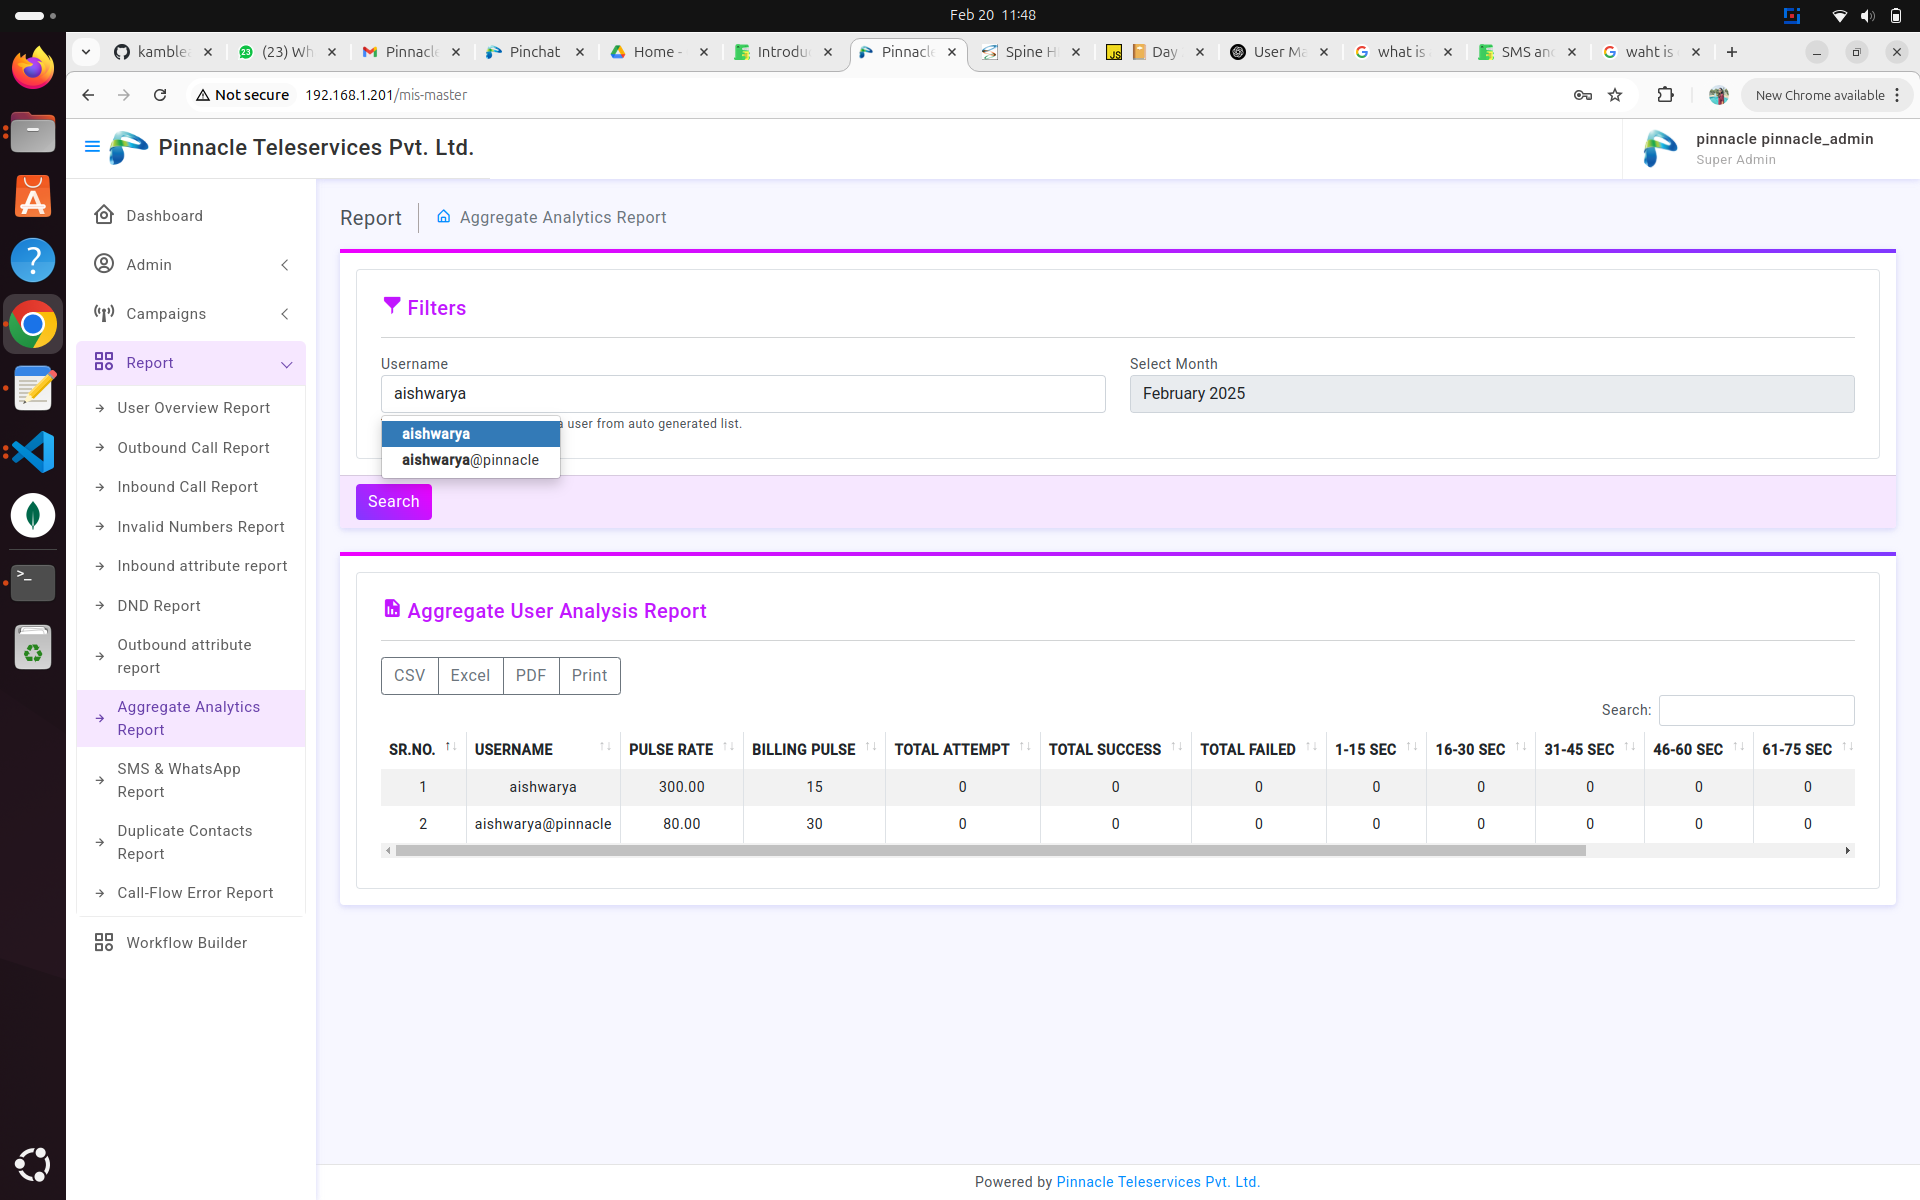 Feb 20 11:48
kamble
(23) Wh
Pinnacle
Pinchat
Home -
Introdu
Pinnacle
Spine H
Day
User Ma
what is
SMS and
waht is
Not secure 192.168.1.201/mis-master
New Chrome available
Pinnacle Teleservices Pvt. Ltd.
pinnacle pinnacle_admin
Super Admin
Dashboard
Admin
Campaigns
Report
User Overview Report
Outbound Call Report
Inbound Call Report
Invalid Numbers Report
Inbound attribute report
DND Report
Outbound attribute
report
Aggregate Analytics
Report
SMS & WhatsApp
Report
Duplicate Contacts
Report
Call-Flow Error Report
Workflow Builder
Report
Aggregate Analytics Report
Filters
Username
Select Month
aishwarya
February 2025
user from auto generated list.
aishwarya
aishwarya@pinnacle
Search
Aggregate User Analysis Report
CSV Excel PDF Print
Search:
SR.NO. USERNAME PULSE RATE BILLING PULSE TOTAL ATTEMPT TOTAL SUCCESS TOTAL FAILED 1-15 SEC 16-30 SEC 31-45 SEC 46-60 SEC 61-75 SEC
1 aishwarya 300.00 15 0 0 0 0 0 0 0 0
2 aishwarya@pinnacle 80.00 30 0 0 0 0 0 0 0 0
Powered by Pinnacle Teleservices Pvt. Ltd.